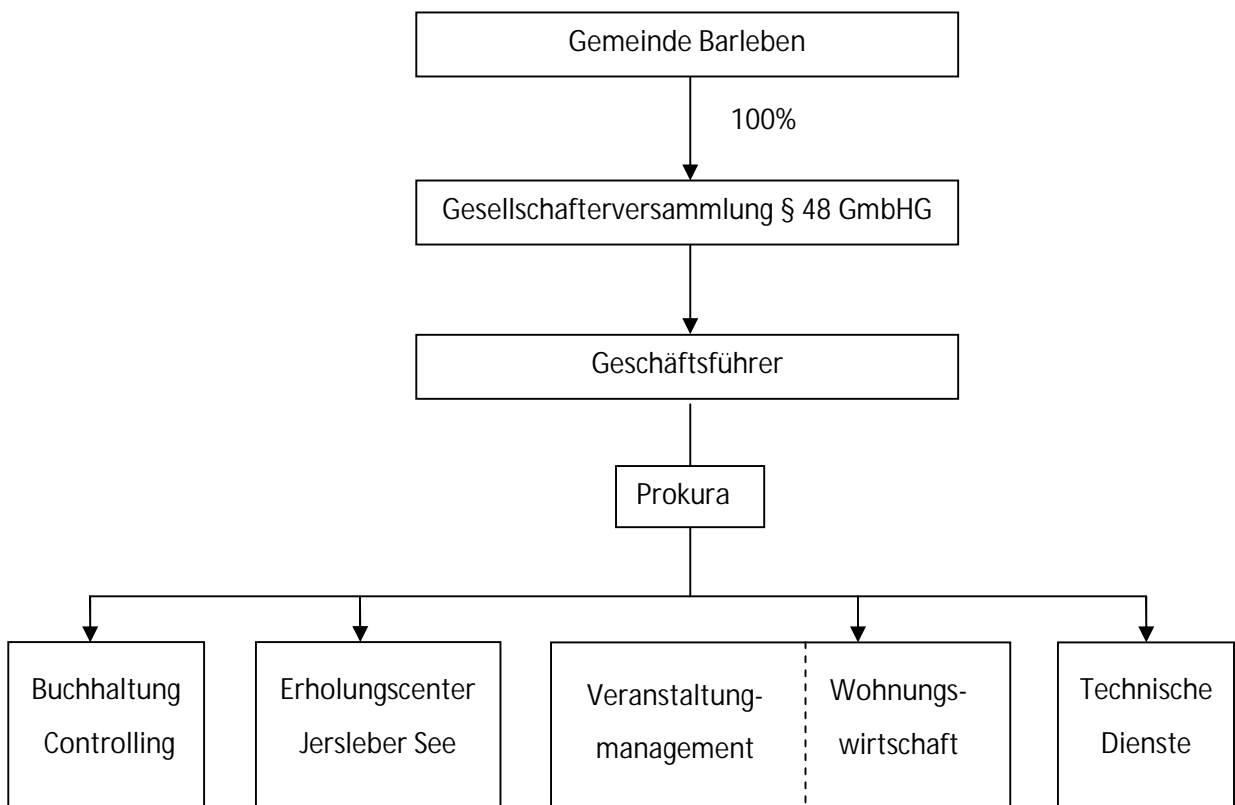 Gemeinde Barleben
100%
Gesellschafterversammlung § 48 GmbHG
Geschäftsführer
Prokura
Buchhaltung
Controlling
Erholungscenter
Jersleber See
Veranstaltung-
management
Wohnungs-
wirtschaft
Technische
Dienste